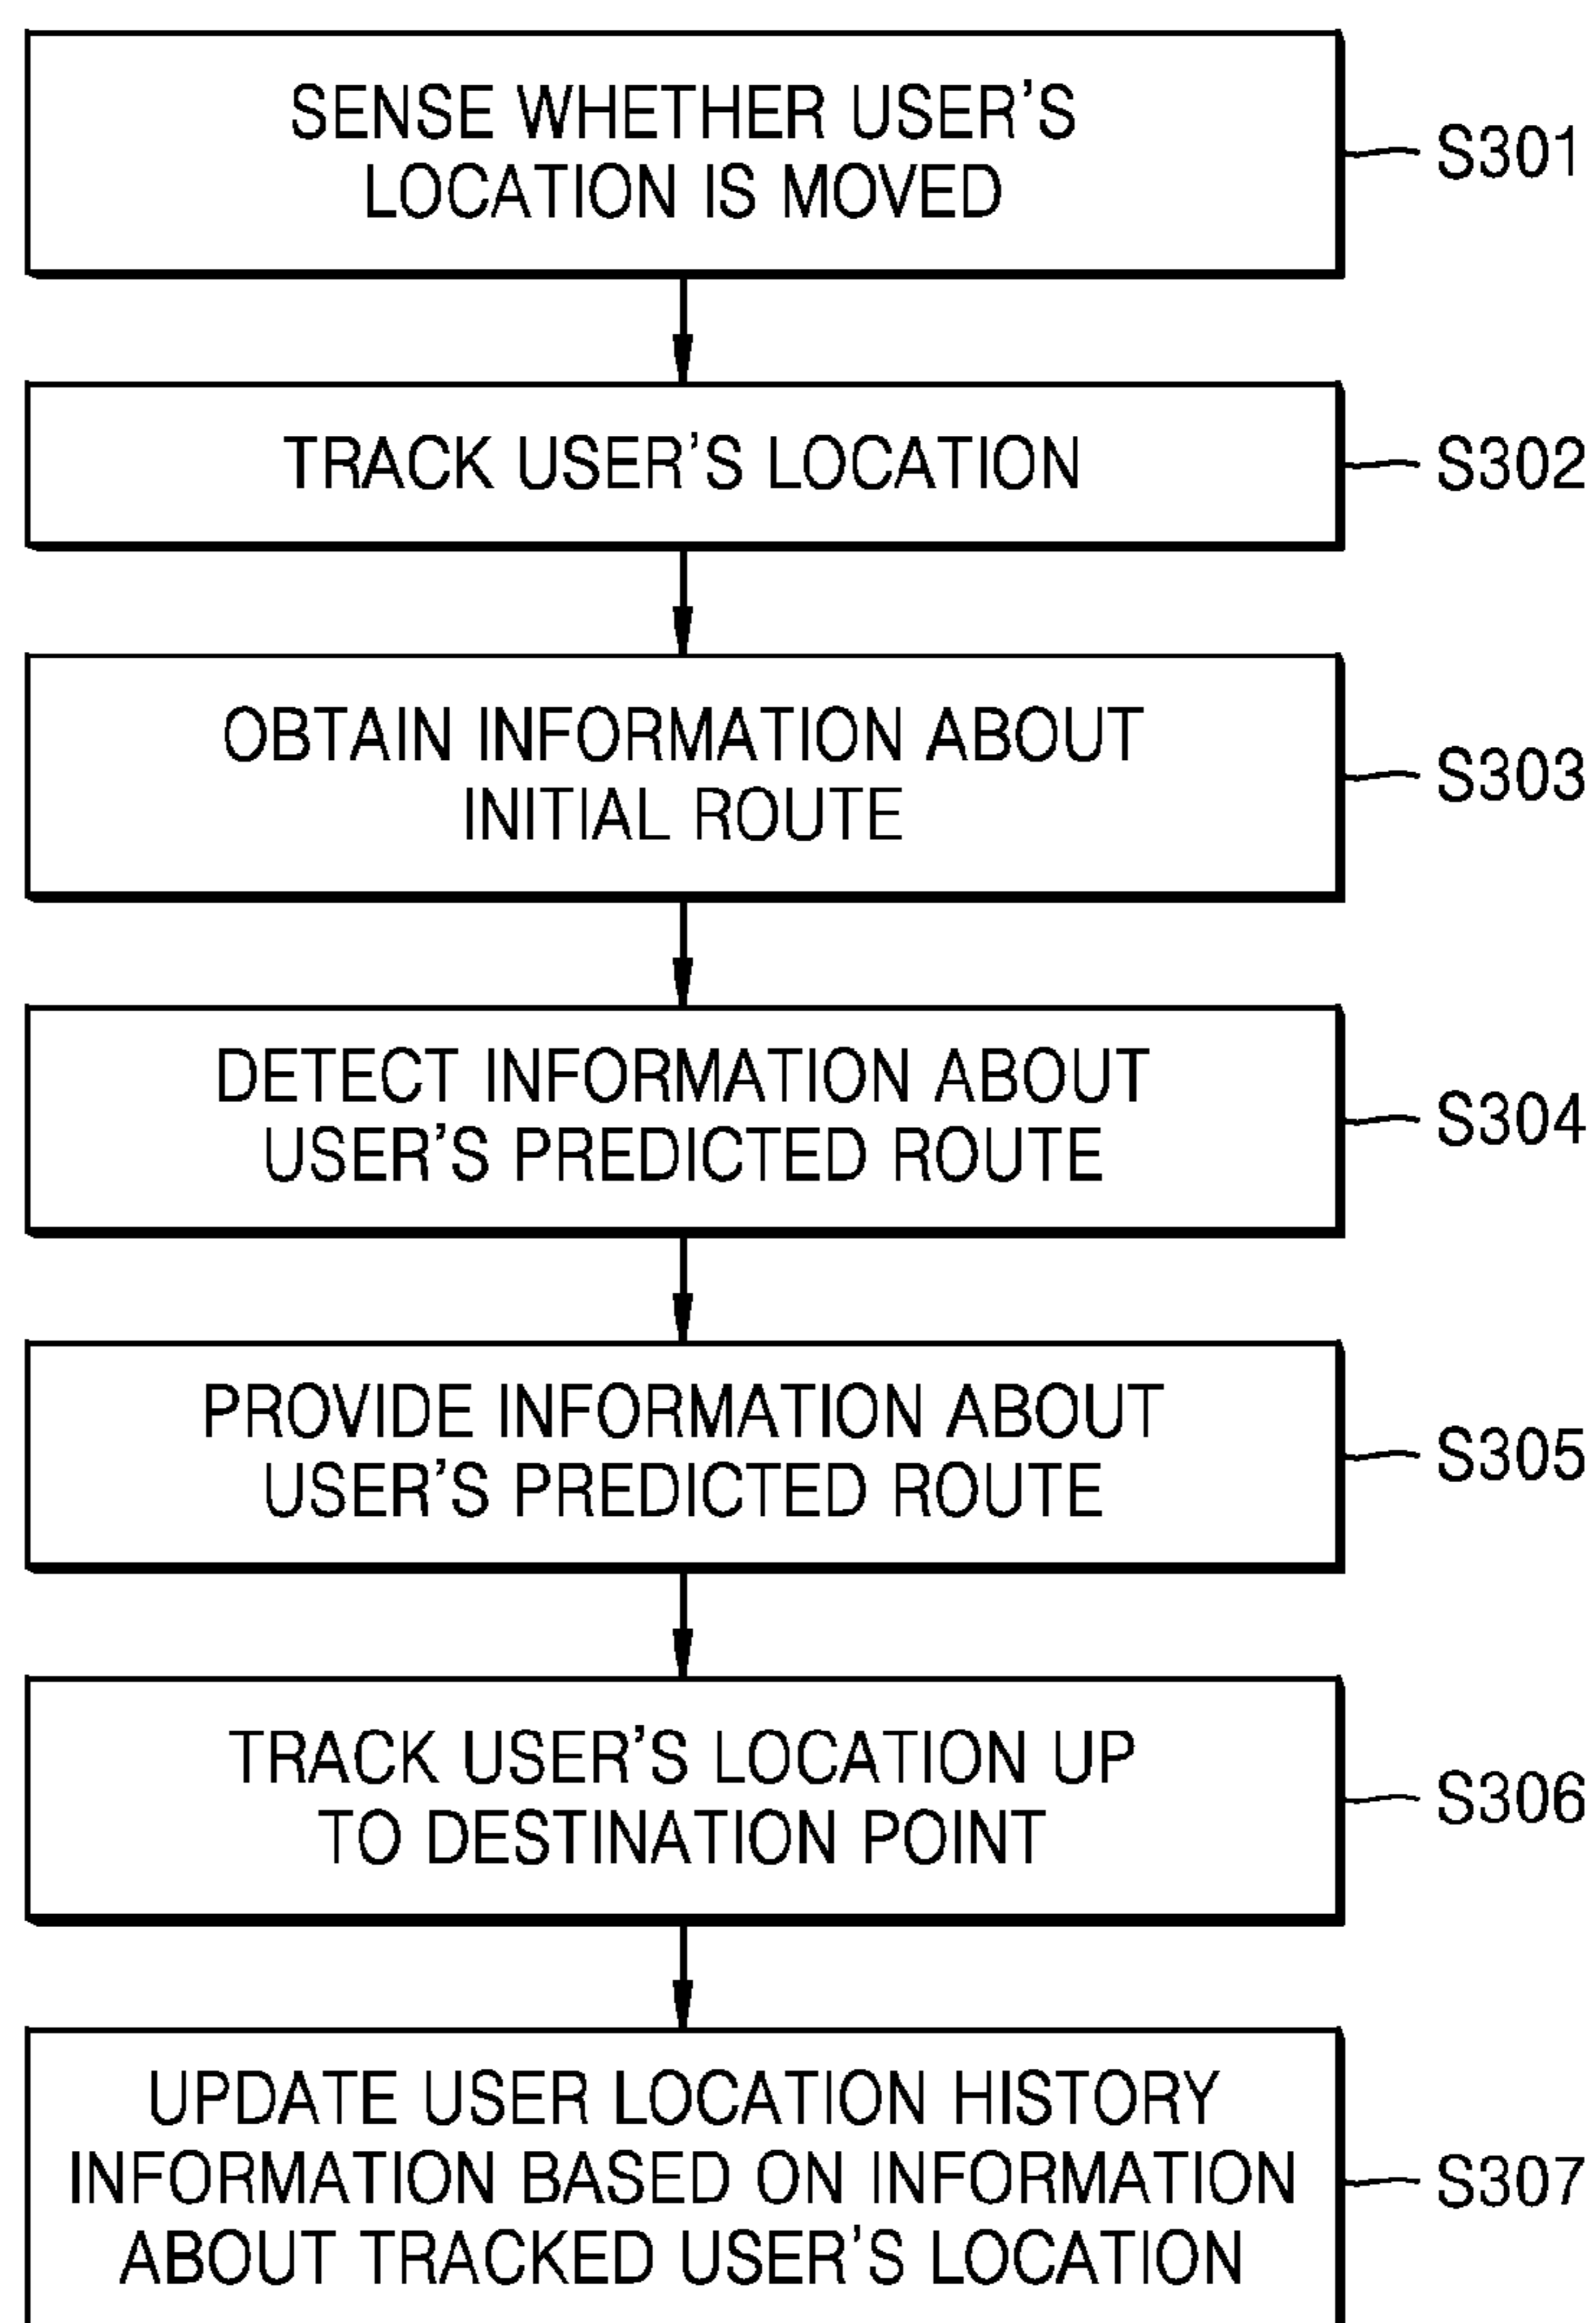 SENSE WHETHER USER'S
LOCATION IS MOVED
S301
TRACK USER'S LOCATION
S302
OBTAIN INFORMATION ABOUT
INITIAL ROUTE
S303
DETECT INFORMATION ABOUT
USER'S PREDICTED ROUTE
S304
PROVIDE INFORMATION ABOUT
USER'S PREDICTED ROUTE
S305
TRACK USER'S LOCATION UP
TO DESTINATION POINT
S306
UPDATE USER LOCATION HISTORY
INFORMATION BASED ON INFORMATION
ABOUT TRACKED USER'S LOCATION
S307